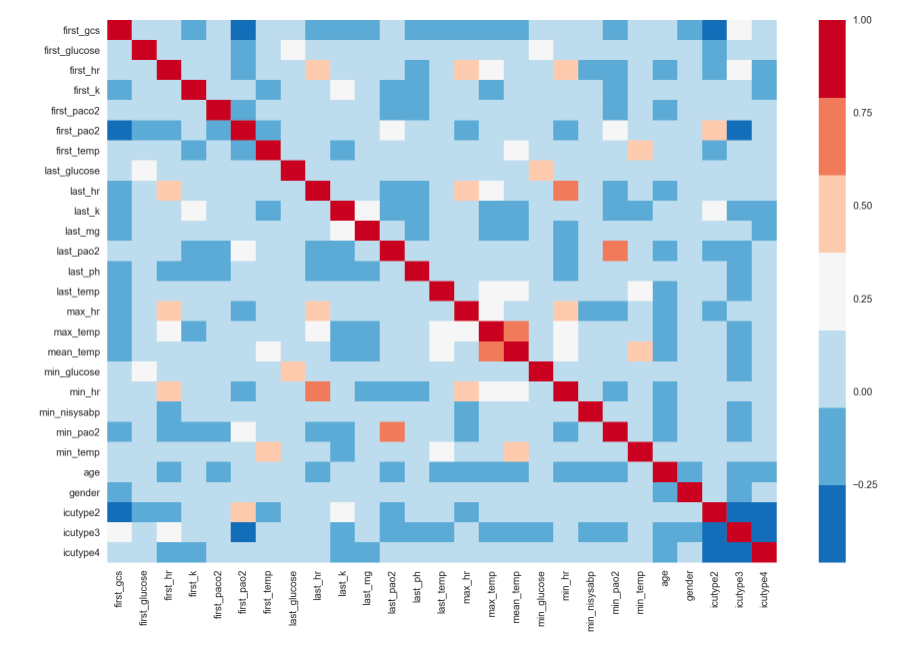 first_gcs
first_glucose
first_hr
first_k
first_paco2
first_pao2
first_temp
last_glucose
last_hr
last_k
last_mg
last_pao2
last_ph
last_temp
max_hr
max_temp
mean_temp
min_glucose
min_hr
min_nisysabp
min_pao2
min_temp
age
gender
icutype2
icutype3
icutype4
first_gcs
first_glucose
first_hr
first_k
first_paco2
first_pao2
first_temp
last_glucose
last_hr
last_k
last_mg
last_pao2
last_ph
last_temp
max_hr
max_temp
mean_temp
min_glucose
min_hr
min_nisysabp
min_pao2
min_temp
age
gender
icutype2
icutype3
icutype4
1.00
0.75
0.50
0.25
0.00
−0.25